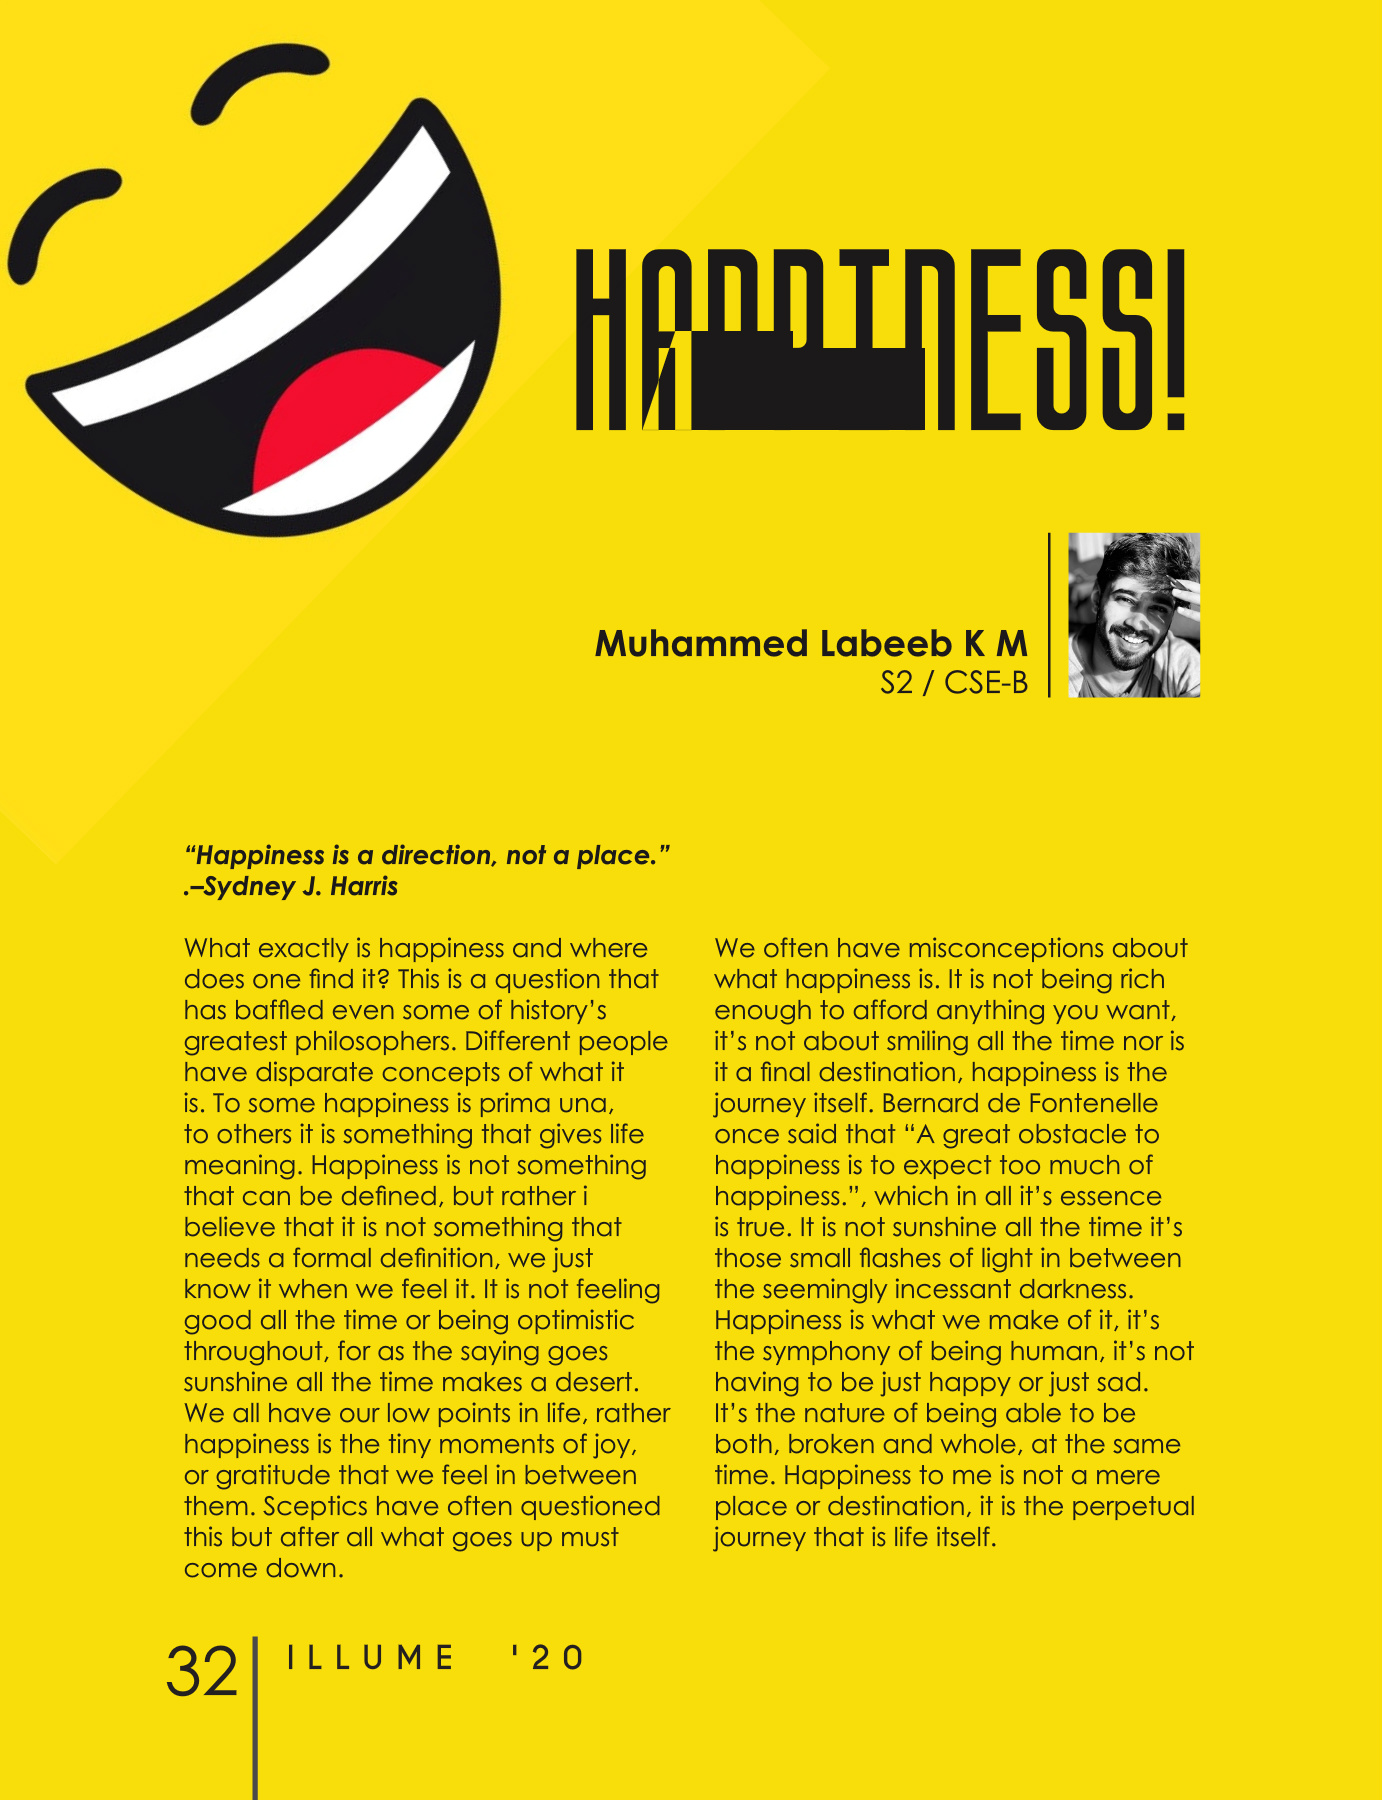 HAPPINESS!
Muhammed Labeeb K M
S2 / CSE-B
“Happiness is a direction, not a place.”
.–Sydney J. Harris
What exactly is happiness and where
does one find it? This is a question that
has baffled even some of history’s
greatest philosophers. Different people
have disparate concepts of what it
is. To some happiness is prima una,
to others it is something that gives life
meaning. Happiness is not something
that can be defined, but rather i
believe that it is not something that
needs a formal definition, we just
know it when we feel it. It is not feeling
good all the time or being optimistic
throughout, for as the saying goes
sunshine all the time makes a desert.
We all have our low points in life, rather
happiness is the tiny moments of joy,
or gratitude that we feel in between
them. Sceptics have often questioned
this but after all what goes up must
come down.
We often have misconceptions about
what happiness is. It is not being rich
enough to afford anything you want,
it’s not about smiling all the time nor is
it a final destination, happiness is the
journey itself. Bernard de Fontenelle
once said that “A great obstacle to
happiness is to expect too much of
happiness.”, which in all it’s essence
is true. It is not sunshine all the time it’s
those small flashes of light in between
the seemingly incessant darkness.
Happiness is what we make of it, it’s
the symphony of being human, it’s not
having to be just happy or just sad.
It’s the nature of being able to be
both, broken and whole, at the same
time. Happiness to me is not a mere
place or destination, it is the perpetual
journey that is life itself.
32
ILLUME '20